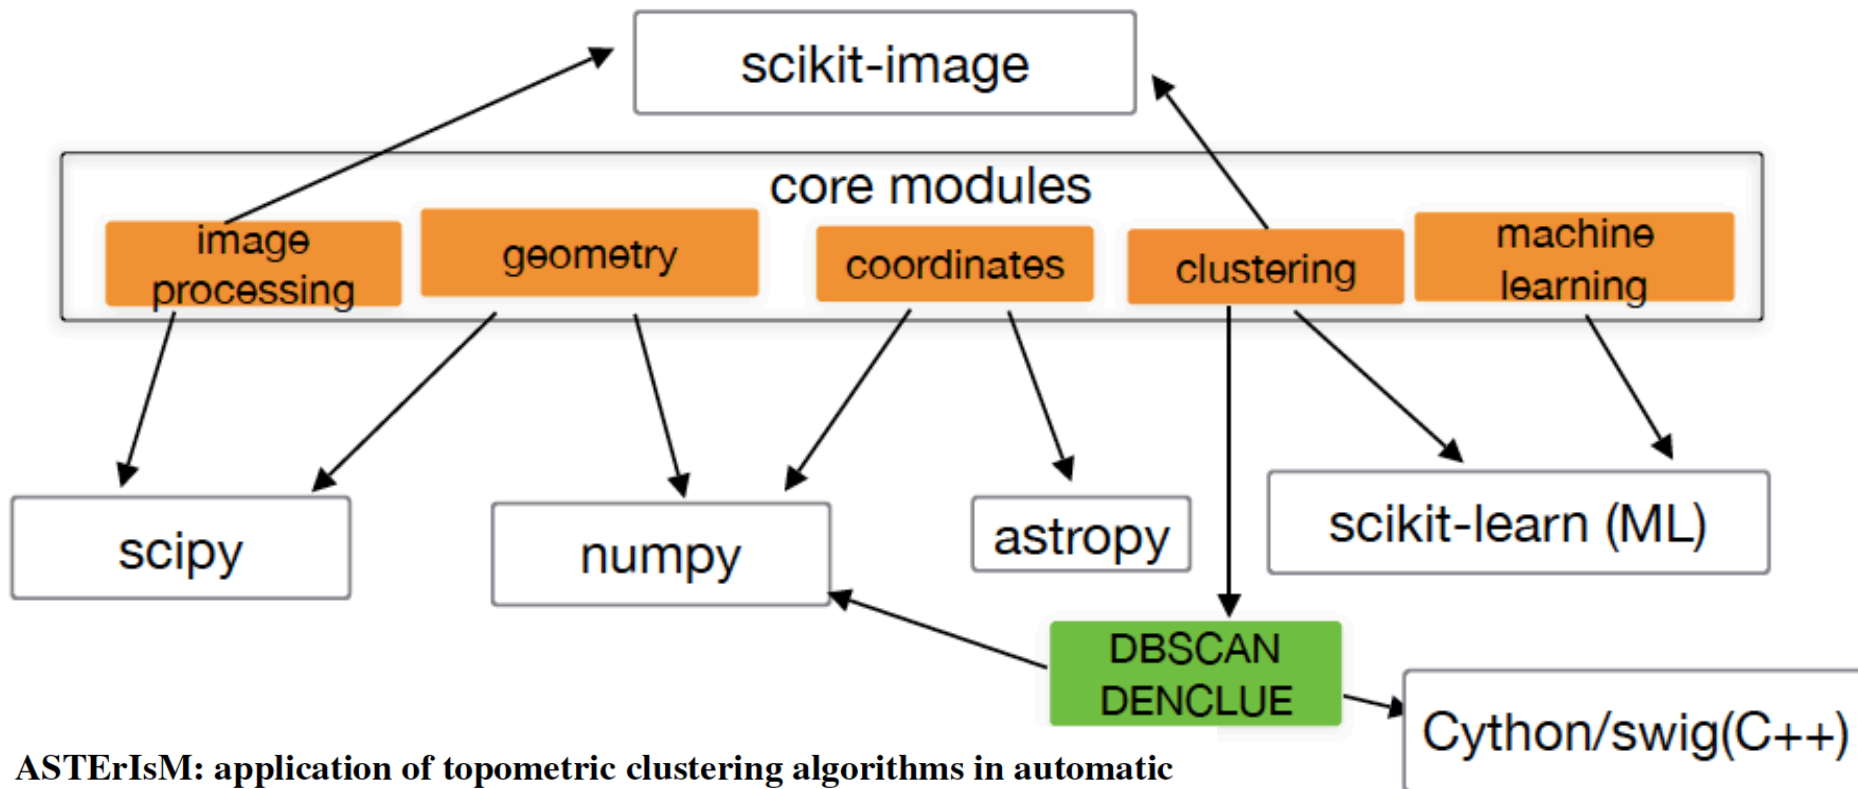 scikit-image
core modules
image
processing
geometry
coordinates
clustering
machine
learning
scipy
numpy
astropy
scikit-learn (ML)
DBSCAN
DENCLUE
Cython/swig(C++)
ASTErIsM: application of topometric clustering algorithms in automatic